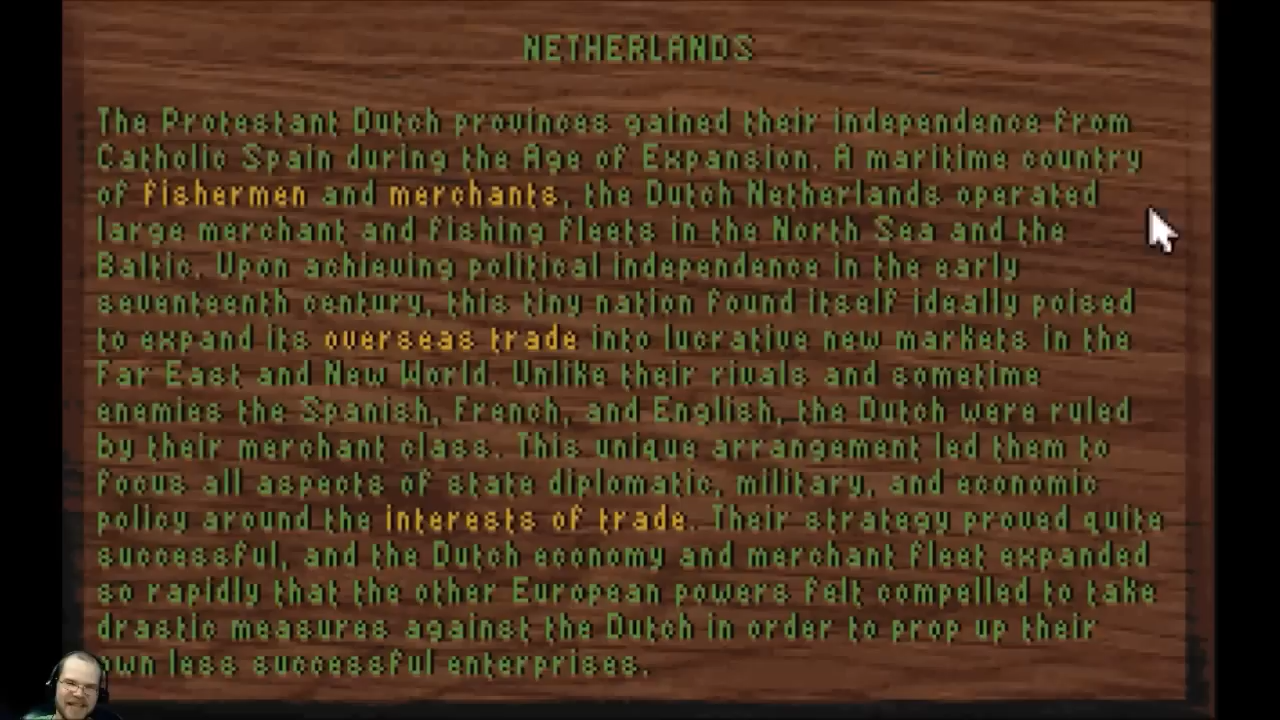 NETHERLANDS
The Protestant Dutch provinces gained their independence from
Catholic Spain during the Age of Expansion. A maritime country
of fishermen and merchants, the Dutch Netherlands operated
large merchant and fishing fleets in the North Sea and the
Baltic. Upon achieving political independence in the early
seventeenth century, this tiny nation found itself ideally poised
to expand its overseas trade into lucrative new markets in the
Far East and New World. Unlike their rivals and sometime
enemies the Spanish, French, and English, the Dutch were ruled
by their merchant class. This unique arrangement led them to
focus all aspects of state diplomatic, military, and economic
policy around the interests of trade. Their strategy proved quite
successful, and the Dutch economy and merchant fleet expanded
so rapidly that the other European powers felt compelled to take
drastic measures against the Dutch in order to prop up their
own less successful enterprises.